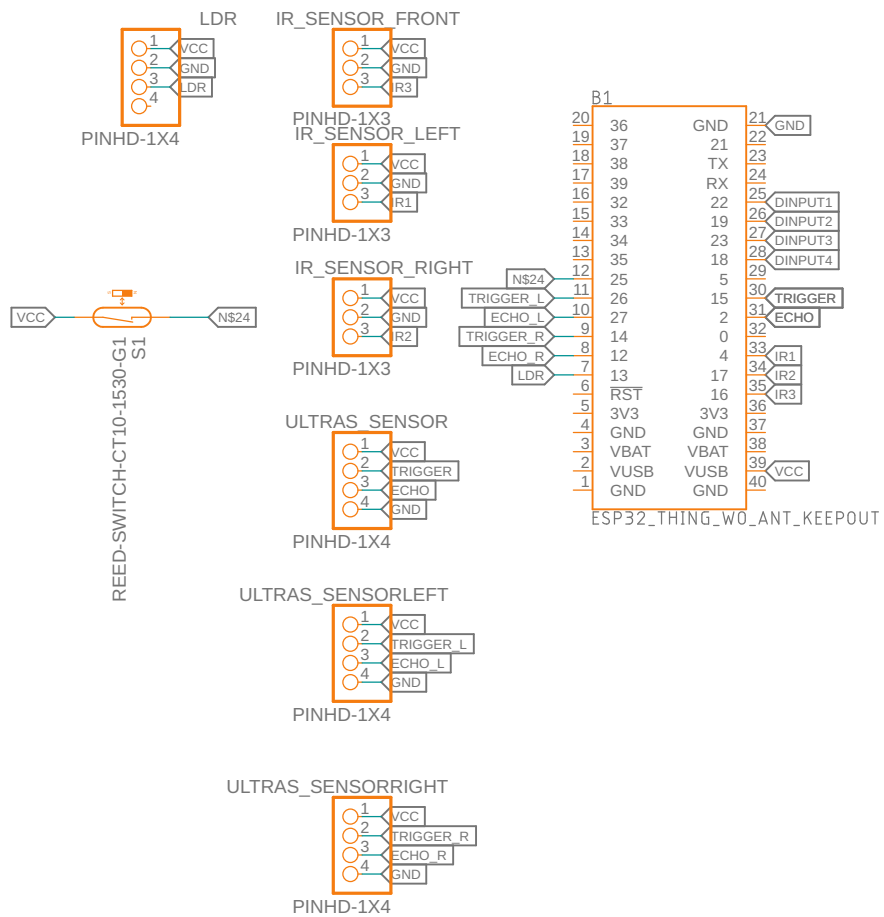 LDR
1 VCC
2 GND
3 LDR
4
PINHD-1X4
IR_SENSOR_FRONT
1 VCC
2 GND
3 IR3
PINHD-1X3
IR_SENSOR_LEFT
1 VCC
2 GND
3 IR1
PINHD-1X3
IR_SENSOR_RIGHT
1 VCC
2 GND
3 IR2
PINHD-1X3
VCC
N$24
S1
REED-SWITCH-CT10-1530-G1
ULTRAS_SENSOR
1 VCC
2 TRIGGER
3 ECHO
4 GND
PINHD-1X4
ULTRAS_SENSORLEFT
1 VCC
2 TRIGGER_L
3 ECHO_L
4 GND
PINHD-1X4
ULTRAS_SENSORRIGHT
1 VCC
2 TRIGGER_R
3 ECHO_R
4 GND
PINHD-1X4
B1
20 36 GND 21 GND
19 37 21 22
18 38 TX 23
17 39 RX 24
16 32 22 25 DINPUT1
15 33 19 26 DINPUT2
14 34 23 27 DINPUT3
13 35 18 28 DINPUT4
N$24 12 25 5 29
TRIGGER_L 11 26 15 30 TRIGGER
ECHO_L 10 27 2 31 ECHO
TRIGGER_R 9 14 0 32
ECHO_R 8 12 4 33 IR1
LDR 7 13 17 34 IR2
6 RST 16 35 IR3
5 3V3 3V3 36
4 GND GND 37
3 VBAT VBAT 38
2 VUSB VUSB 39 VCC
1 GND GND 40
ESP32_THING_WO_ANT_KEEPOUT